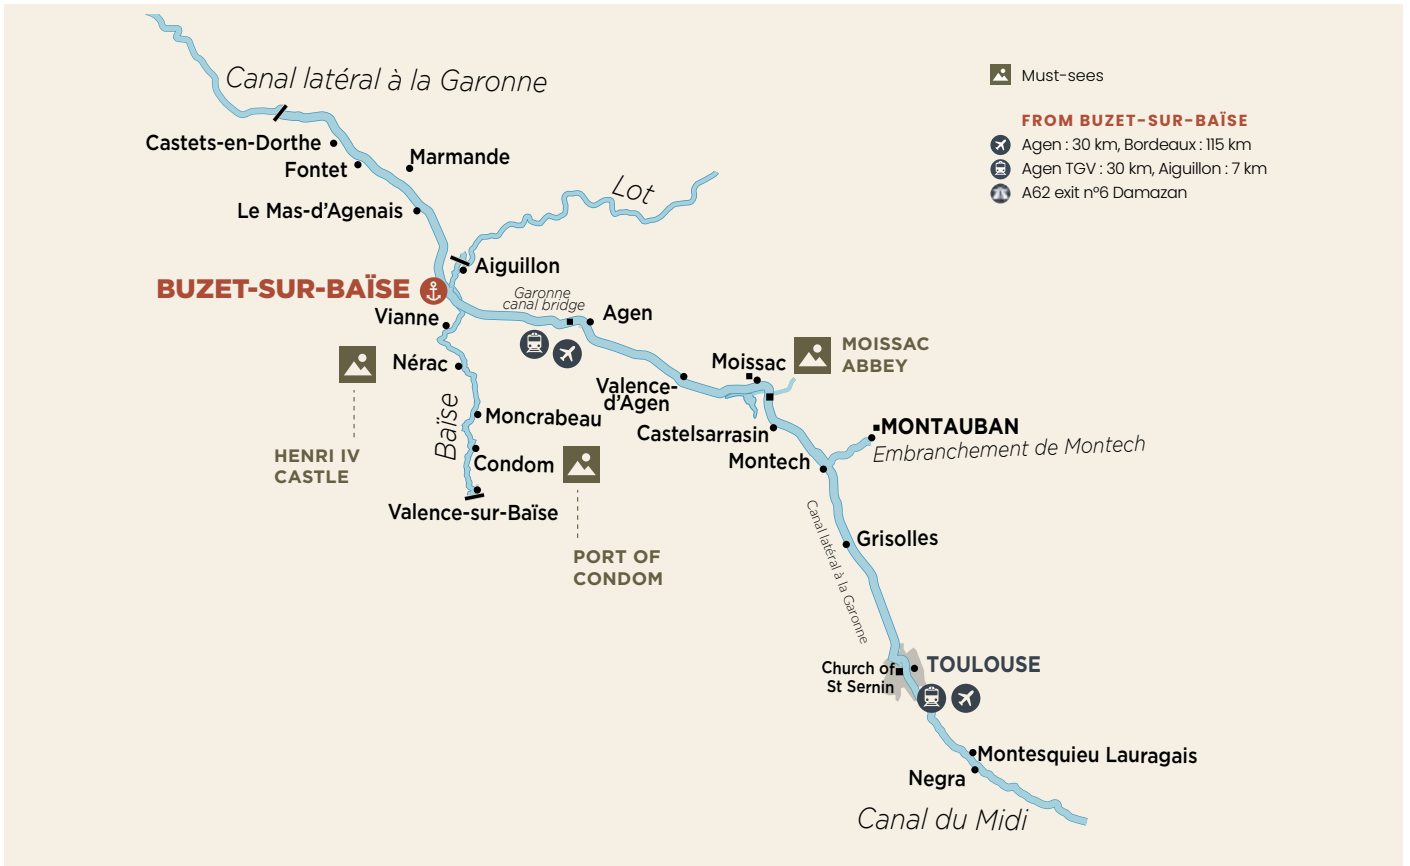 Canal latéral à la Garonne
Must-sees
FROM BUZET-SUR-BAÏSE
Agen : 30 km, Bordeaux : 115 km
Agen TGV : 30 km, Aiguillon : 7 km
A62 exit nº6 Damazan
Castets-en-Dorthe
Fontet
Marmande
Le Mas-d'Agenais
Lot
Aiguillon
BUZET-SUR-BAÏSE
Garonne
canal bridge
Vianne
Agen
Nérac
Moissac
MOISSAC
ABBEY
Valence-
d'Agen
Baïse
Moncrabeau
Castelsarrasin
MONTAUBAN
Embranchement de Montech
HENRI IV
CASTLE
Condom
Montech
Valence-sur-Baïse
PORT OF
CONDOM
Canal latéral à la Garonne
Grisolles
Church of
St Sernin
TOULOUSE
Montesquieu Lauragais
Negra
Canal du Midi